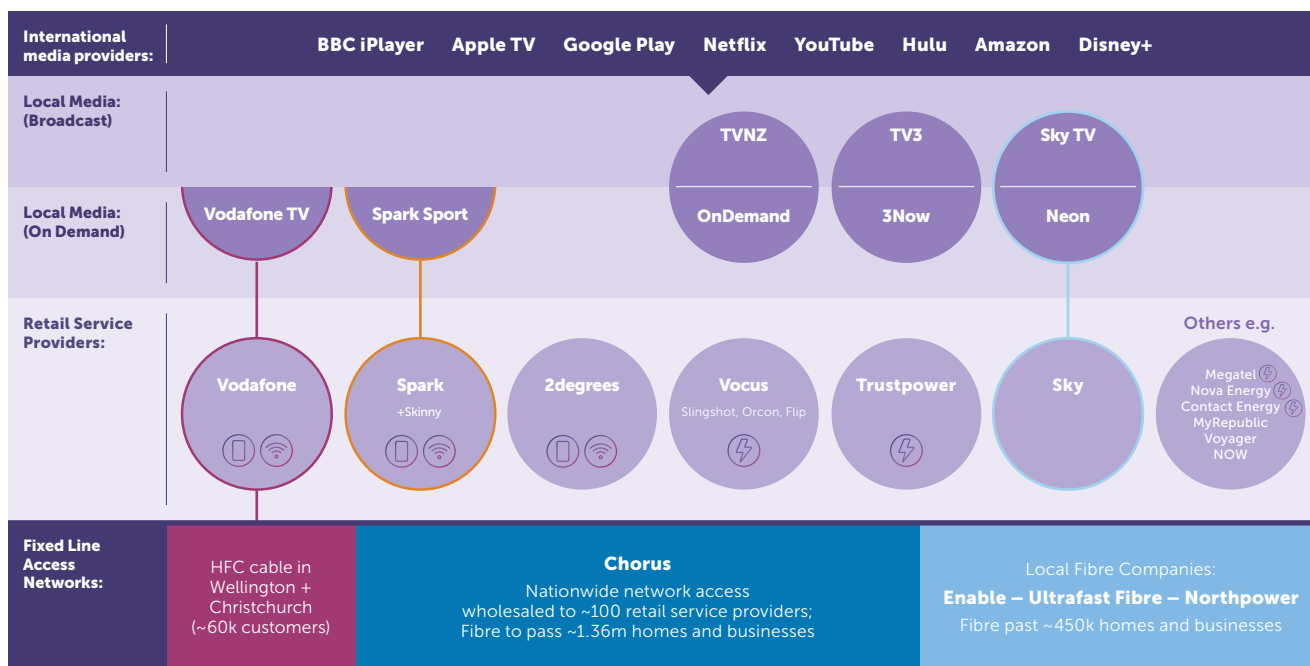 International
media providers:
BBC iPlayer Apple TV Google Play Netflix YouTube Hulu Amazon Disney+
Local Media:
(Broadcast)
TVNZ
TV3
Sky TV
Local Media:
(On Demand)
Vodafone TV
Spark Sport
OnDemand
3Now
Neon
Retail Service
Providers:
Vodafone
Spark
+Skinny
2degrees
Vocus
Slingshot, Orcon, Flip
Trustpower
Sky
Others e.g.
Megatel
Nova Energy
Contact Energy
MyRepublic
Voyager
NOW
Fixed Line
Access
Networks:
HFC cable in
Wellington +
Christchurch
(~60k customers)
Chorus
Nationwide network access
wholesaled to ~100 retail service providers;
Fibre to pass ~1.36m homes and businesses
Local Fibre Companies:
Enable – Ultrafast Fibre – Northpower
Fibre past ~450k homes and businesses